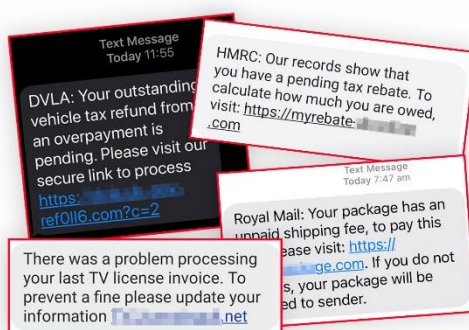 Text Message
Today 11:55
DVLA: Your outstanding
vehicle tax refund from
an overpayment is
pending. Please visit our
secure link to process
https:
ref0ll6.com?c=2
HMRC: Our records show that
you have a pending tax rebate. To
calculate how much you are owed,
visit: https://myrebate-
.com
Text Message
Today 7:47 am
Royal Mail: Your package has an
unpaid shipping fee, to pay this
please visit: https://
ge.com. If you do not
s, your package will be
ed to sender.
There was a problem processing
your last TV license invoice. To
prevent a fine please update your
information .net